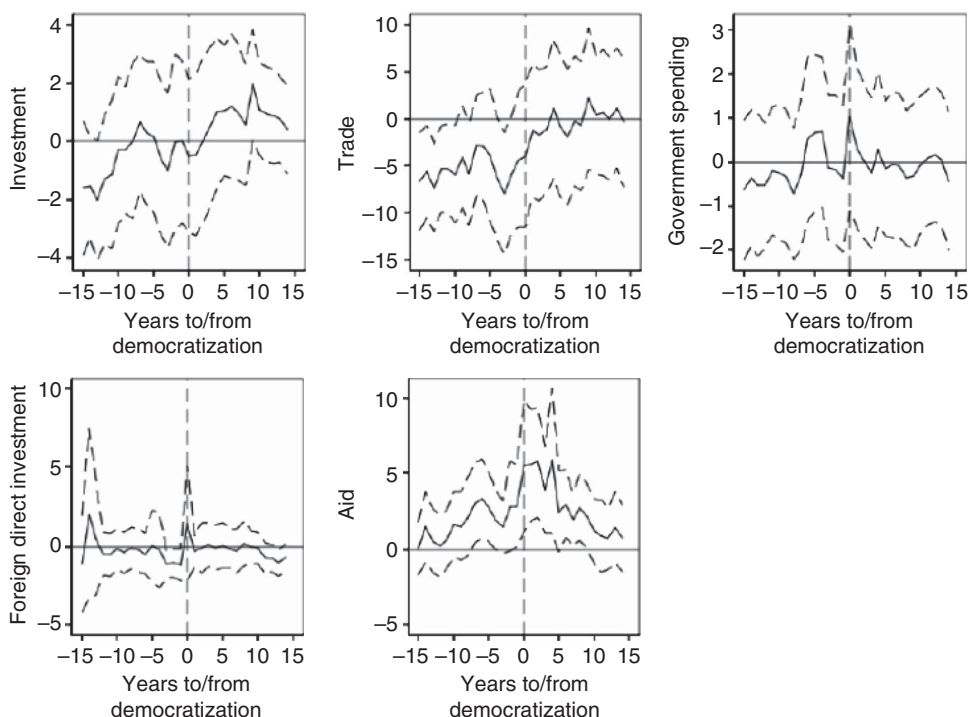 Investment
4
2
0
−2
−4
−15 −10 −5 0 5 10 15
Years to/from
democratization
Trade
10
5
0
−5
−10
−15
−15 −10 −5 0 5 10 15
Years to/from
democratization
Government spending
3
2
1
0
−1
−2
−15 −10 −5 0 5 10 15
Years to/from
democratization
Foreign direct investment
10
5
0
−5
−15 −10 −5 0 5 10 15
Years to/from
democratization
Aid
10
5
0
−5
−15 −10 −5 0 5 10 15
Years to/from
democratization